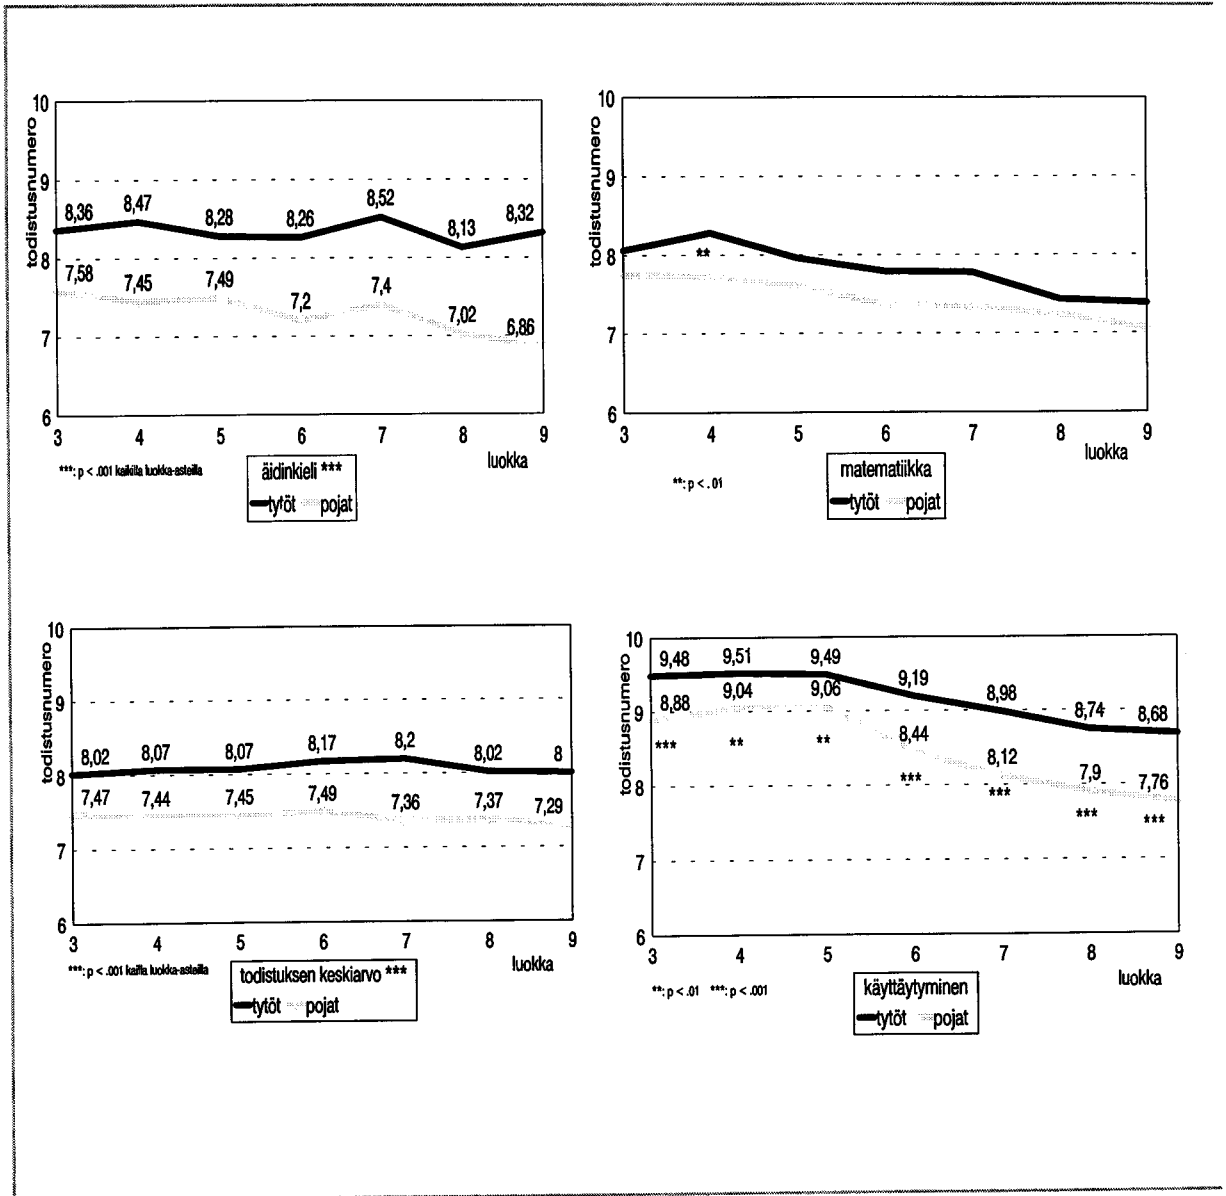 todistusnumero
10
9
8
7
6
8,36 8,47 8,28 8,26 8,52 8,13 8,32
7,58 7,45 7,49 7,2 7,4 7,02 6,86
3 4 5 6 7 8 9
luokka
***: p < .001 kaikilla luokka-asteilla
äidinkieli ***
tytöt pojat
todistusnumero
10
9
8
7
6
**
3 4 5 6 7 8 9
luokka
**: p < .01
matematiikka
tytöt pojat
todistusnumero
10
9
8
7
6
8,02 8,07 8,07 8,17 8,2 8,02 8
7,47 7,44 7,45 7,49 7,36 7,37 7,29
3 4 5 6 7 8 9
luokka
***: p < .001 kailla luokka-asteilla
todistuksen keskiarvo ***
tytöt pojat
todistusnumero
10
9
8
7
6
9,48 9,51 9,49 9,19 8,98 8,74 8,68
8,88 9,04 9,06 8,44 8,12 7,9 7,76
*** ** ** *** *** *** ***
3 4 5 6 7 8 9
luokka
**: p < .01 ***: p < .001
käyttäytyminen
tytöt pojat